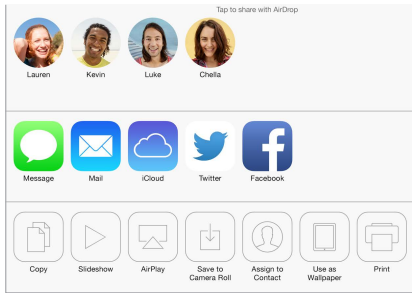 Tap to share with AirDrop
Lauren Kevin Luke Chella
Message Mail iCloud Twitter Facebook
Copy Slideshow AirPlay Save to Camera Roll Assign to Contact Use as Wallpaper Print